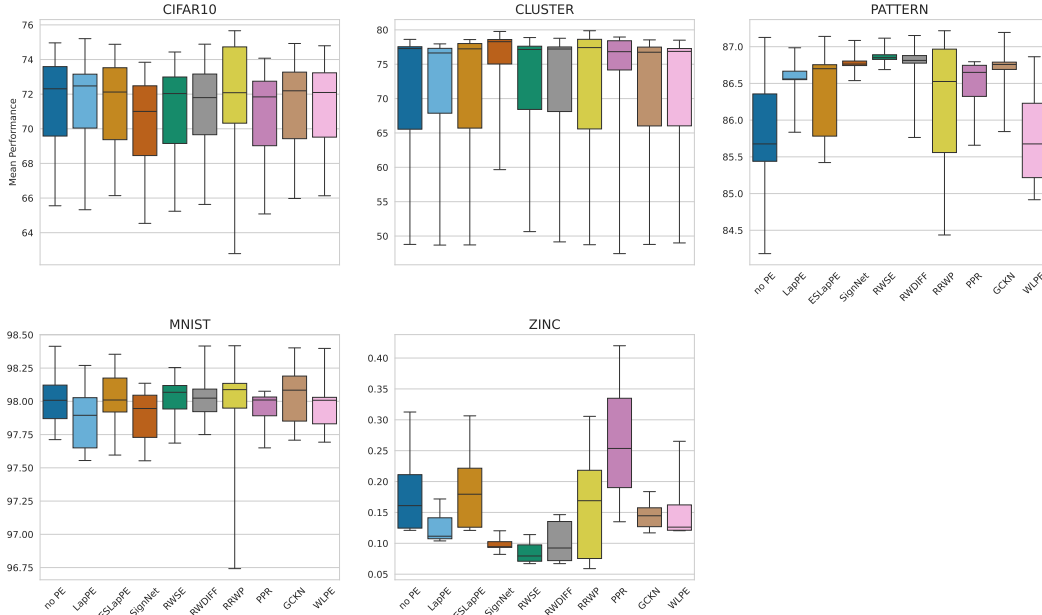 CIFAR10
CLUSTER
PATTERN
Mean Performance
76
74
72
70
68
66
64
80
75
70
65
60
55
50
87.0
86.5
86.0
85.5
85.0
84.5
no PE
LapPE
ESLapPE
SignNet
RWSE
RWDIFF
RRWP
PPR
GCKN
WLPE
MNIST
ZINC
98.50
98.25
98.00
97.75
97.50
97.25
97.00
96.75
0.40
0.35
0.30
0.25
0.20
0.15
0.10
0.05
no PE
LapPE
ESLapPE
SignNet
RWSE
RWDIFF
RRWP
PPR
GCKN
WLPE
no PE
LapPE
ESLapPE
SignNet
RWSE
RWDIFF
RRWP
PPR
GCKN
WLPE